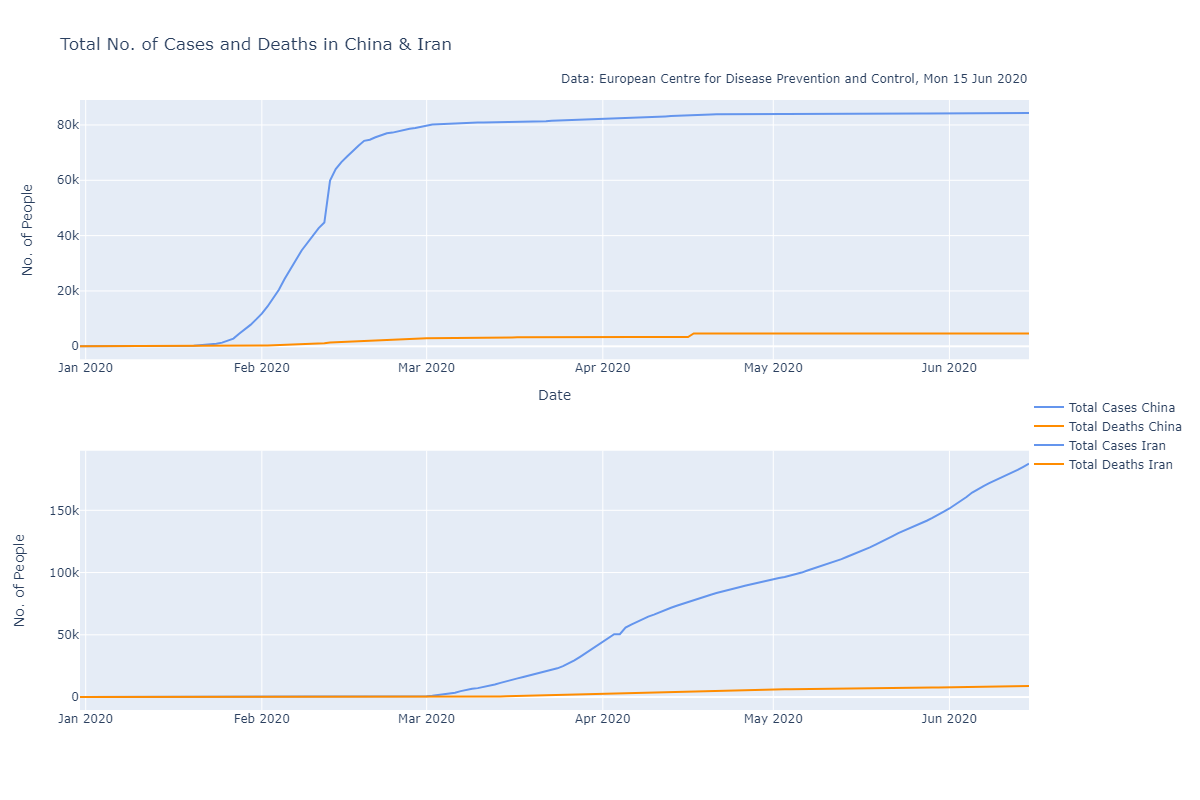 Total No. of Cases and Deaths in China & Iran
Data: European Centre for Disease Prevention and Control, Mon 15 Jun 2020
No. of People
80k
60k
40k
20k
0
Jan 2020 Feb 2020 Mar 2020 Apr 2020 May 2020 Jun 2020
Date
Total Cases China
Total Deaths China
Total Cases Iran
Total Deaths Iran
No. of People
150k
100k
50k
0
Jan 2020 Feb 2020 Mar 2020 Apr 2020 May 2020 Jun 2020